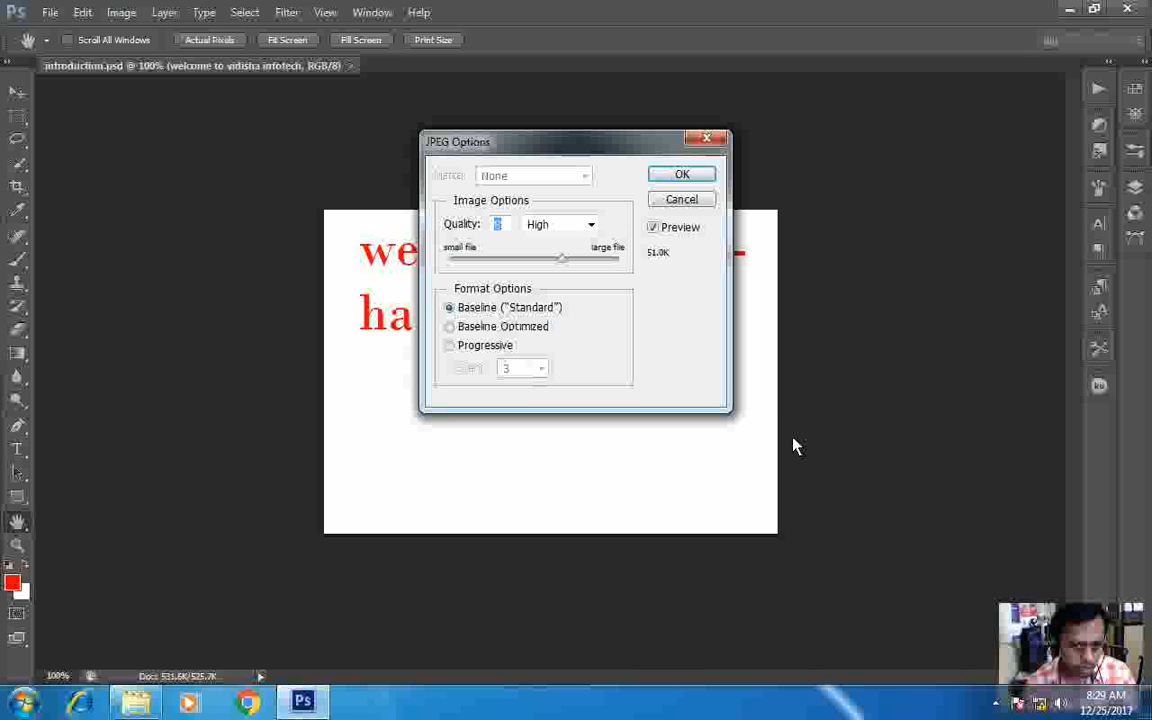 Ps File Edit Image Layer Type Select Filter View Window Help
Scroll All Windows Actual Pixels Fit Screen Fill Screen Print Size
introduction.psd @ 100% (welcome to vidistra infotech, RGB/8)
JPEG Options
None OK
Image Options
Cancel
Quality: High
Preview
small file large file
51.0K
we
Format Options
Baseline ("Standard")
ha
Baseline Optimized
Progressive
3
100% Doc: 531.6K/525.7K
Ps
8:29 AM
12/25/2017